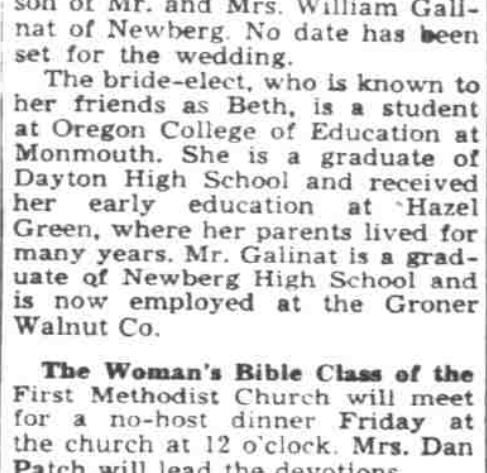 son of Mr. and Mrs. William Gali-
nat of Newberg. No date has been
set for the wedding.
The bride-elect, who is known to
her friends as Beth, is a student
at Oregon College of Education at
Monmouth. She is a graduate of
Dayton High School and received
her early education at Hazel
Green, where her parents lived for
many years. Mr. Galinat is a grad-
uate of Newberg High School and
is now employed at the Groner
Walnut Co.
The Woman's Bible Class of the
First Methodist Church will meet
for a no-host dinner Friday at
the church at 12 o'clock. Mrs. Dan
Patch will lead the devotions